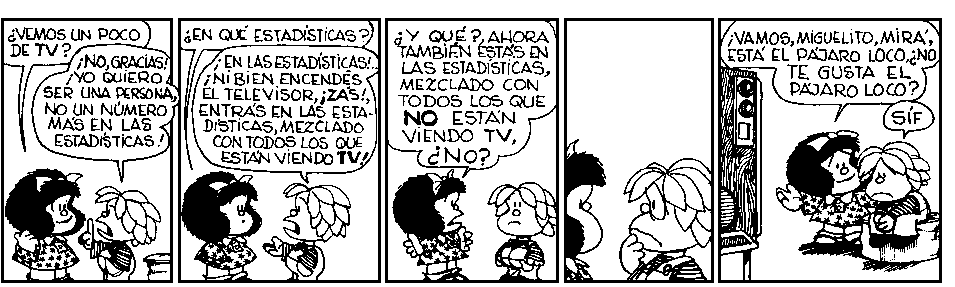 ¿VEMOS UN POCO
DE TV?
¡NO, GRACIAS!
¡YO QUIERO
SER UNA PERSONA,
NO UN NÚMERO
MÁS EN LAS
ESTADÍSTICAS!
¿EN QUÉ ESTADÍSTICAS?
¡EN LAS ESTADÍSTICAS!
¡NI BIEN ENCENDÉS
EL TELEVISOR, ¡ZÁS!,
ENTRÁS EN LAS ESTA-
DÍSTICAS, MEZCLADO
CON TODOS LOS QUE
ESTÁN VIENDO TV!
¿Y QUÉ?, AHORA
TAMBIÉN ESTÁS EN
LAS ESTADÍSTICAS,
MEZCLADO CON
TODOS LOS QUE
NO ESTÁN
VIENDO TV,
¿NO?
¡VAMOS, MIGUELITO, MIRÁ,
ESTÁ EL PÁJARO LOCO, ¿NO
TE GUSTA EL
PÁJARO LOCO?
SÍF